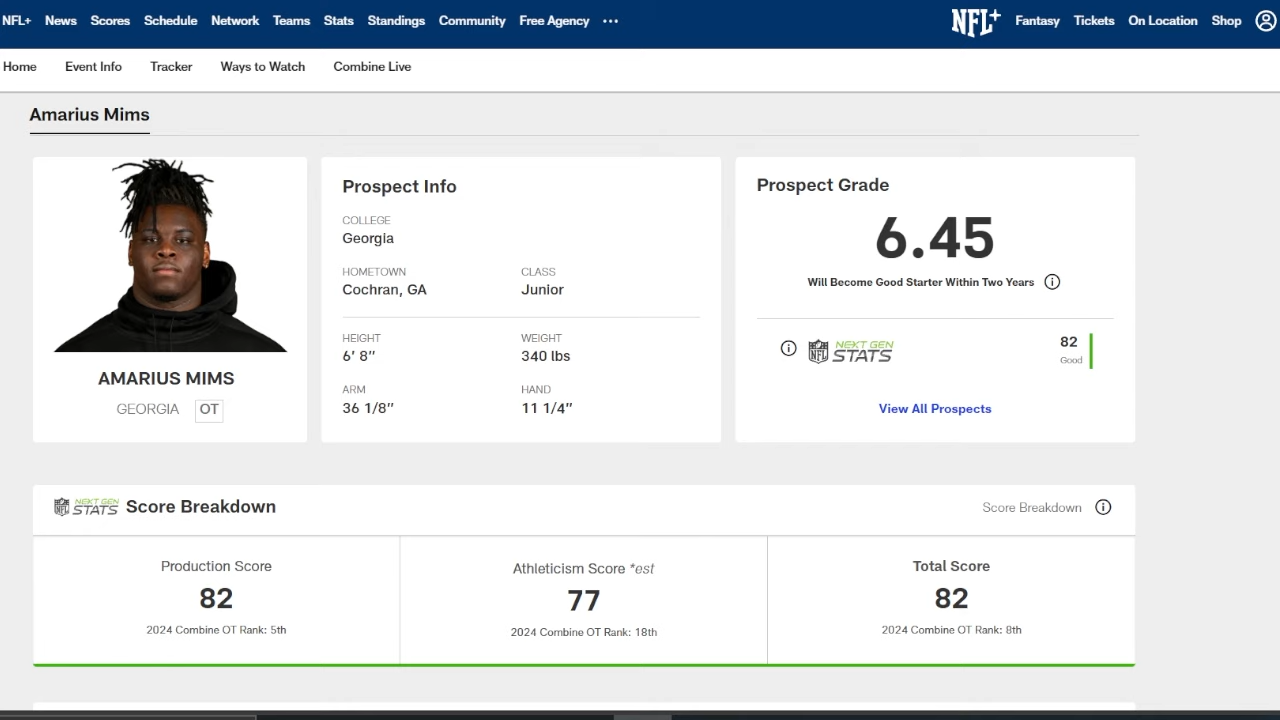 NFL+ News Scores Schedule Network Teams Stats Standings Community Free Agency ••• NFL+ Fantasy Tickets On Location Shop
Home Event Info Tracker Ways to Watch Combine Live
Amarius Mims
AMARIUS MIMS
GEORGIA OT
Prospect Info
COLLEGE
Georgia
HOMETOWN CLASS
Cochran, GA Junior
HEIGHT WEIGHT
6′ 8″ 340 lbs
ARM HAND
36 1/8″ 11 1/4″
Prospect Grade
6.45
Will Become Good Starter Within Two Years i
i NFL NEXT GEN STATS 82
Good
View All Prospects
NFL NEXT GEN STATS Score Breakdown Score Breakdown i
Production Score
82
2024 Combine OT Rank: 5th
Athleticism Score *est
77
2024 Combine OT Rank: 18th
Total Score
82
2024 Combine OT Rank: 8th